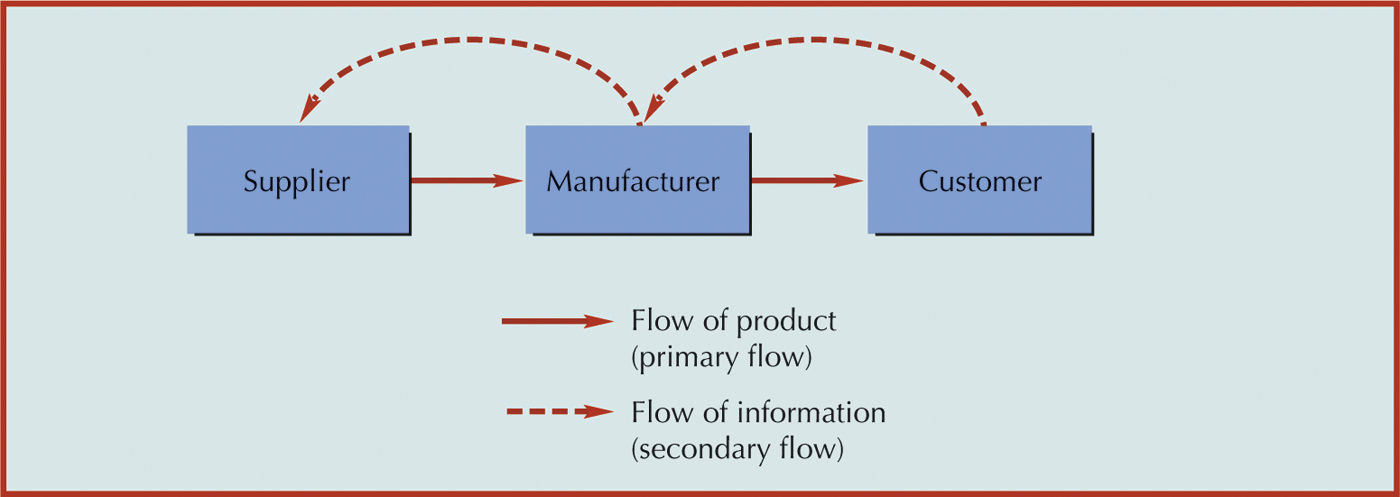 Supplier
Manufacturer
Customer
Flow of product
(primary flow)
Flow of information
(secondary flow)